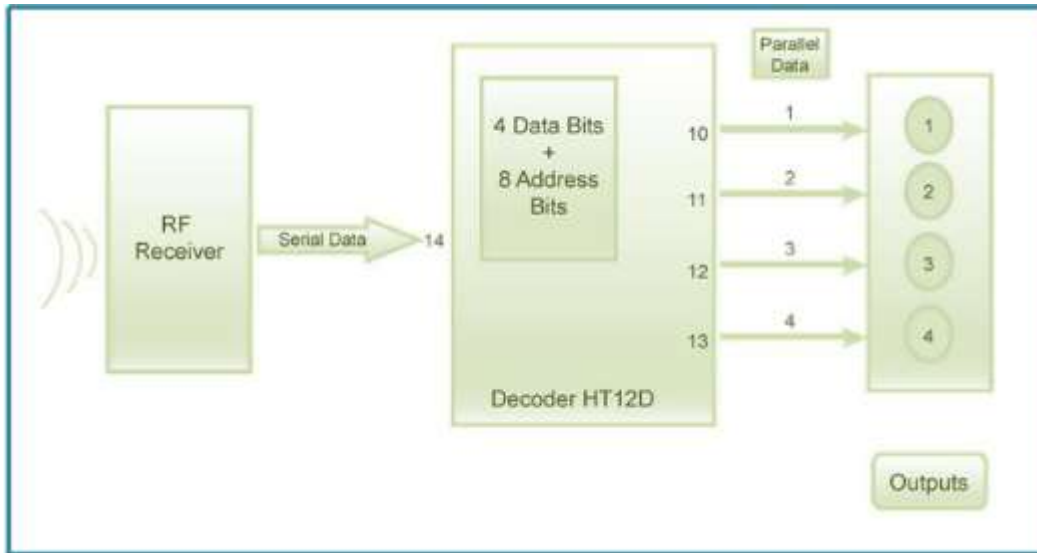 RF
Receiver
Serial Data
14
4 Data Bits
+
8 Address
Bits
10
11
12
13
Decoder HT12D
Parallel
Data
1
2
3
4
1
2
3
4
Outputs